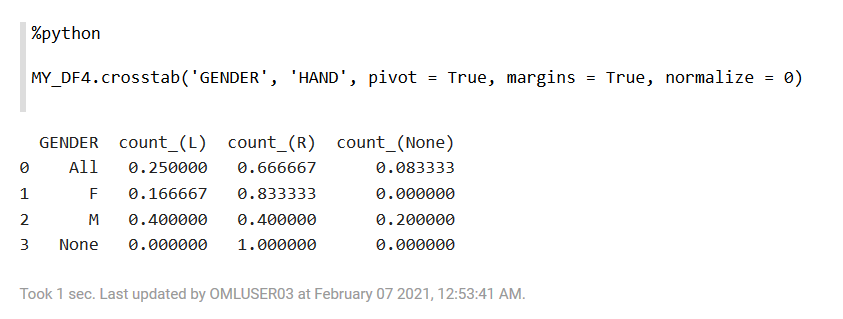 %python
MY_DF4.crosstab('GENDER', 'HAND', pivot = True, margins = True, normalize = 0)
GENDER count_(L) count_(R) count_(None)
0 All 0.250000 0.666667 0.083333
1 F 0.166667 0.833333 0.000000
2 M 0.400000 0.400000 0.200000
3 None 0.000000 1.000000 0.000000
Took 1 sec. Last updated by OMLUSER03 at February 07 2021, 12:53:41 AM.